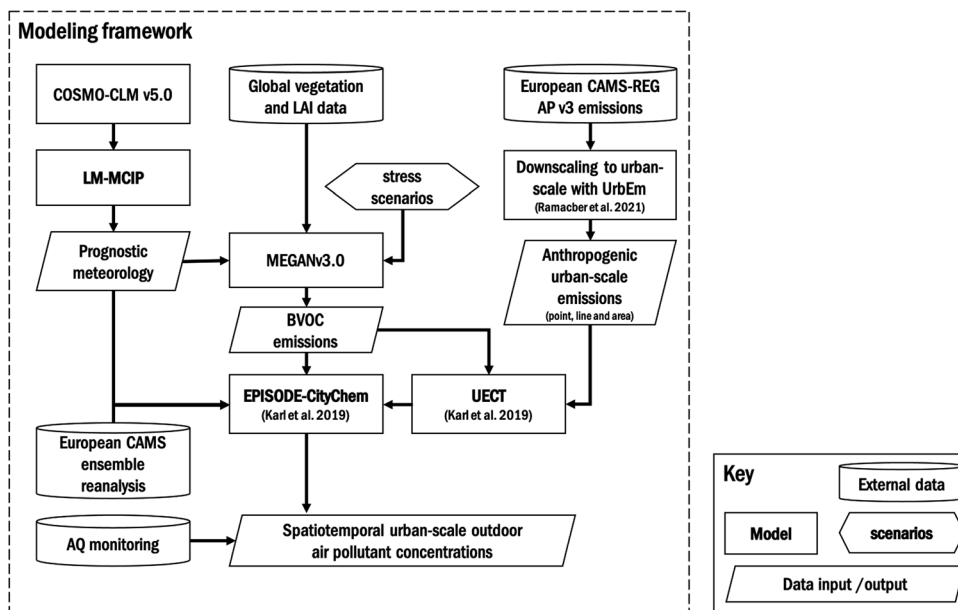 Modeling framework
COSMO-CLM v5.0
Global vegetation
and LAI data
European CAMS-REG
AP v3 emissions
LM-MCIP
stress
scenarios
Downscaling to urban-
scale with UrbEm
(Ramacber et al. 2021)
Prognostic
meteorology
MEGANv3.0
Anthropogenic
urban-scale
emissions
(point, line and area)
BVOC
emissions
EPISODE-CityChem
(Karl et al. 2019)
UECT
(Karl et al. 2019)
European CAMS
ensemble
reanalysis
AQ monitoring
Spatiotemporal urban-scale outdoor
air pollutant concentrations
Key
External data
Model
scenarios
Data input /output